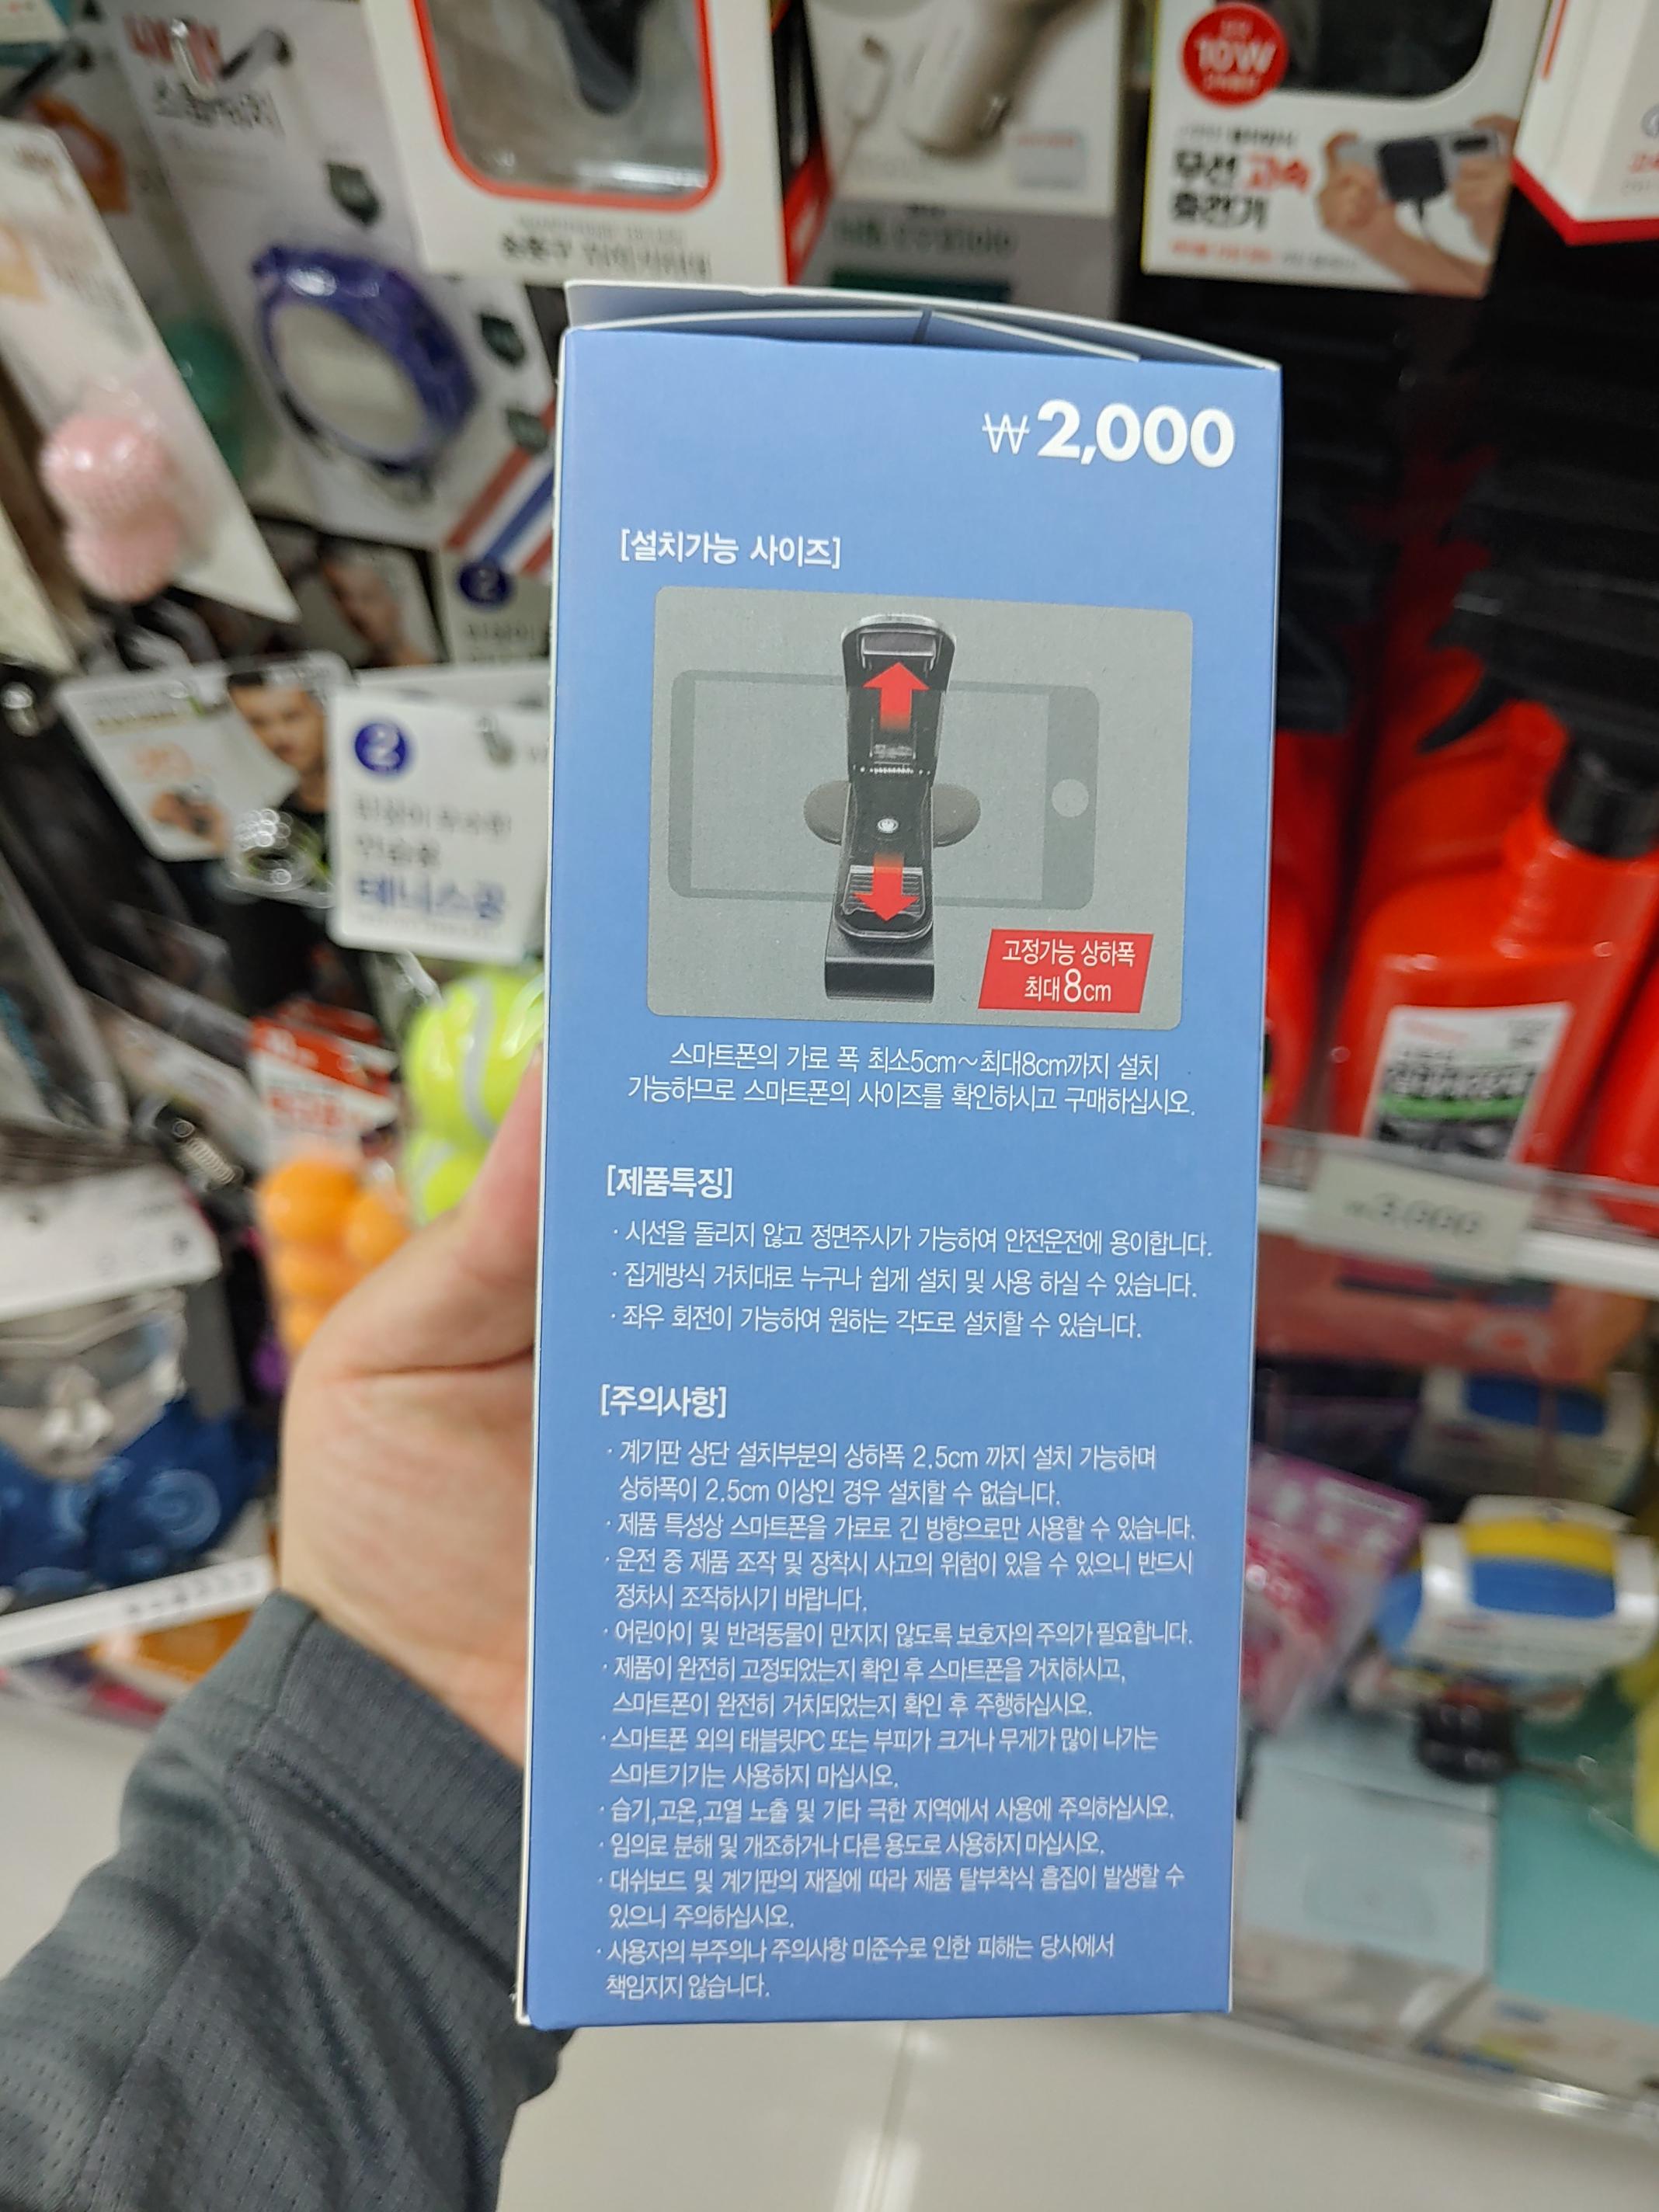 10W
무선 고속
충전기
₩2,000
[설치가능 사이즈]
고정가능 상하폭
최대 8cm
스마트폰의 가로 폭 최소5cm~최대8cm까지 설치
가능하므로 스마트폰의 사이즈를 확인하시고 구매하십시오.
[제품특징]
· 시선을 돌리지 않고 정면주시가 가능하여 안전운전에 용이합니다.
· 집게방식 거치대로 누구나 쉽게 설치 및 사용 하실 수 있습니다.
· 좌우 회전이 가능하여 원하는 각도로 설치할 수 있습니다.
[주의사항]
· 계기판 상단 설치부분의 상하폭 2.5cm 까지 설치 가능하며
상하폭이 2.5cm 이상인 경우 설치할 수 없습니다.
· 제품 특성상 스마트폰을 가로로 긴 방향으로만 사용할 수 있습니다.
· 운전 중 제품 조작 및 장착시 사고의 위험이 있을 수 있으니 반드시
정차시 조작하시기 바랍니다.
· 어린아이 및 반려동물이 만지지 않도록 보호자의 주의가 필요합니다.
· 제품이 완전히 고정되었는지 확인 후 스마트폰을 거치하시고,
스마트폰이 완전히 거치되었는지 확인 후 주행하십시오.
· 스마트폰 외의 태블릿PC 또는 부피가 크거나 무게가 많이 나가는
스마트기기는 사용하지 마십시오.
· 습기,고온,고열 노출 및 기타 극한 지역에서 사용에 주의하십시오.
· 임의로 분해 및 개조하거나 다른 용도로 사용하지 마십시오.
· 대쉬보드 및 계기판의 재질에 따라 제품 탈부착식 흠집이 발생할 수
있으니 주의하십시오.
· 사용자의 부주의나 주의사항 미준수로 인한 피해는 당사에서
책임지지 않습니다.
2
테니스공
3,000